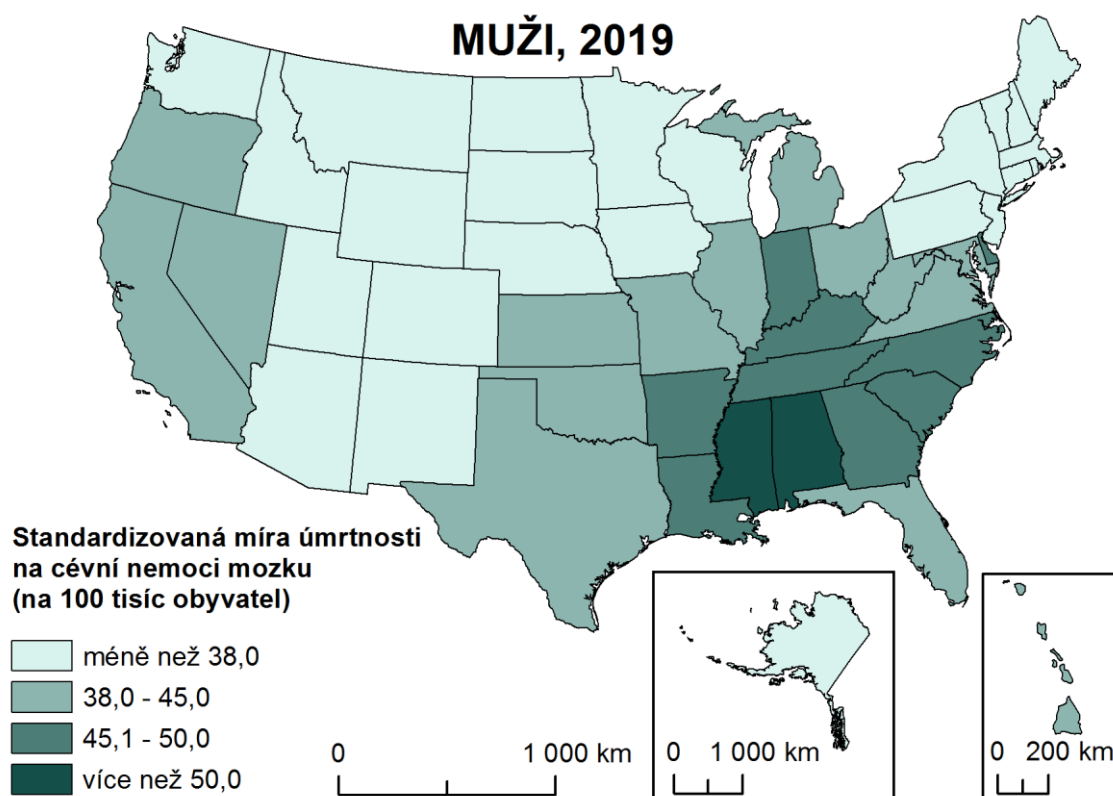 MUŽI, 2019
Standardizovaná míra úmrtnosti
na cévní nemoci mozku
(na 100 tisíc obyvatel)
méně než 38,0
38,0 - 45,0
45,1 - 50,0
více než 50,0
0 1 000 km
0 1 000 km
0 200 km